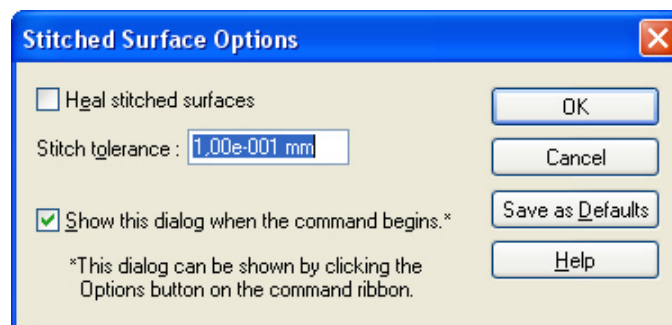 Stitched Surface Options
Heal stitched surfaces
OK
Stitch tolerance : 1,00e-001 mm
Cancel
Show this dialog when the command begins.*
Save as Defaults
*This dialog can be shown by clicking the
Options button on the command ribbon.
Help